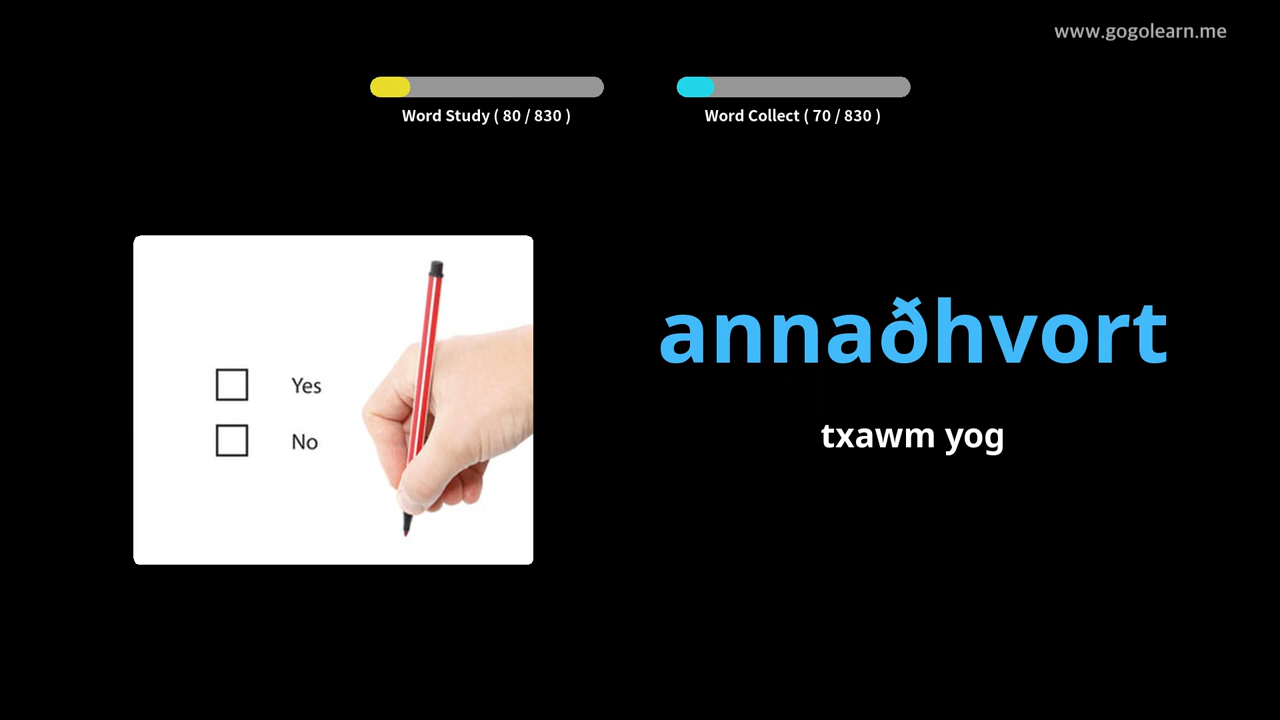 www.gogolearn.me
Word Study ( 80 / 830 )
Word Collect ( 70 / 830 )
Yes
No
annaðhvort
txawm yog